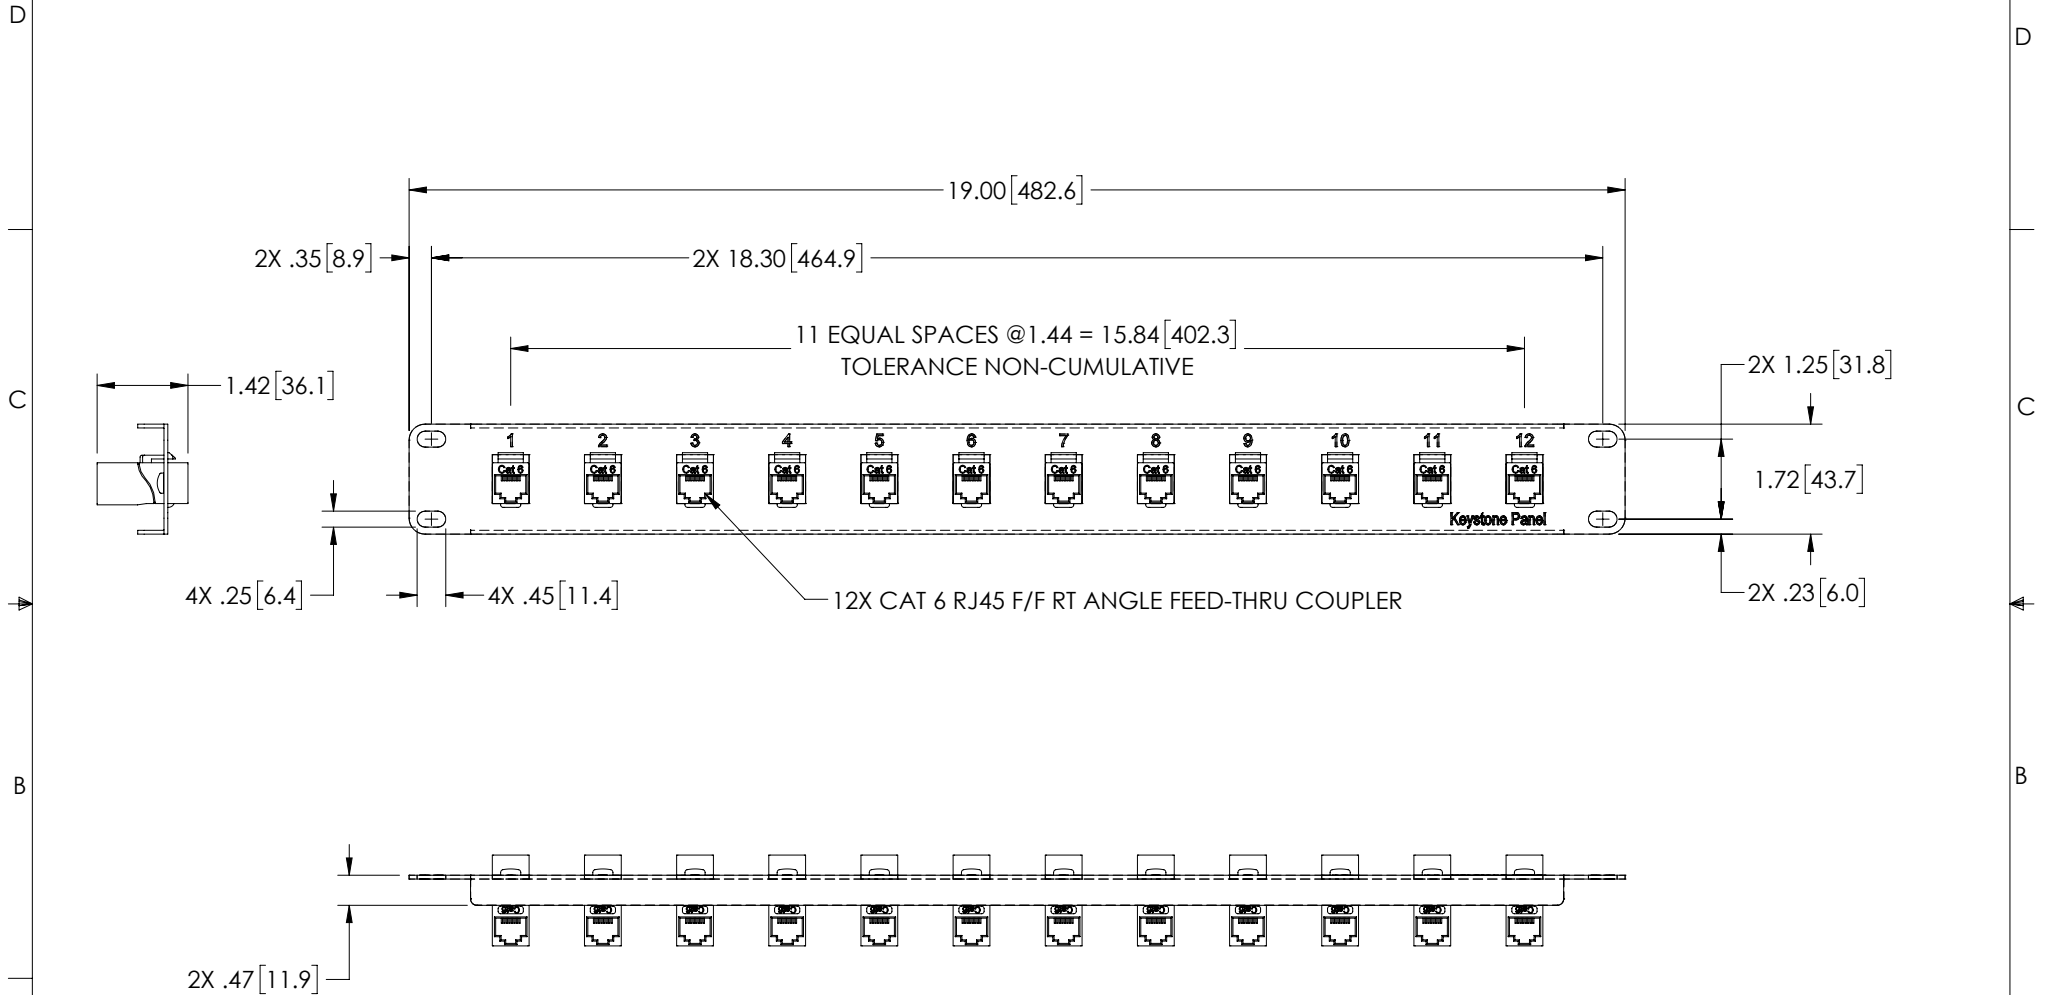 D
D
19.00[482.6]
2X .35[8.9]
2X 18.30[464.9]
11 EQUAL SPACES @1.44 = 15.84[402.3]
TOLERANCE NON-CUMULATIVE
2X 1.25[31.8]
1.42[36.1]
C
C
1 2 3 4 5 6 7 8 9 10 11 12
Cat 6 Cat 6 Cat 6 Cat 6 Cat 6 Cat 6 Cat 6 Cat 6 Cat 6 Cat 6 Cat 6 Cat 6
1.72[43.7]
Keystone Panel
4X .25[6.4]
4X .45[11.4]
12X CAT 6 RJ45 F/F RT ANGLE FEED-THRU COUPLER
2X .23[6.0]
B
B
2X .47[11.9]